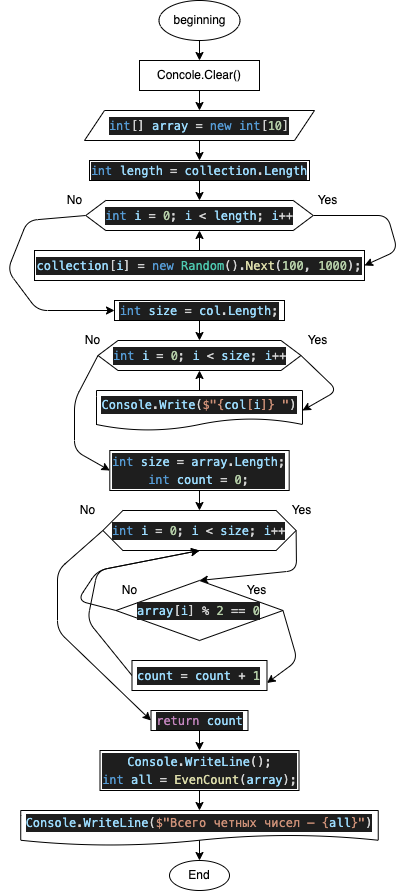 beginning
Concole.Clear()
int[] array = new int[10]
int length = collection.Length
No
Yes
int i = 0; i < length; i++
collection[i] = new Random().Next(100, 1000);
int size = col.Length;
No
Yes
int i = 0; i < size; i++
Console.Write($"{col[i]} ")
int size = array.Length;
int count = 0;
No
Yes
int i = 0; i < size; i++
No
Yes
array[i] % 2 == 0
count = count + 1
return count
Console.WriteLine();
int all = EvenCount(array);
Console.WriteLine($"Всего четных чисел – {all}")
End